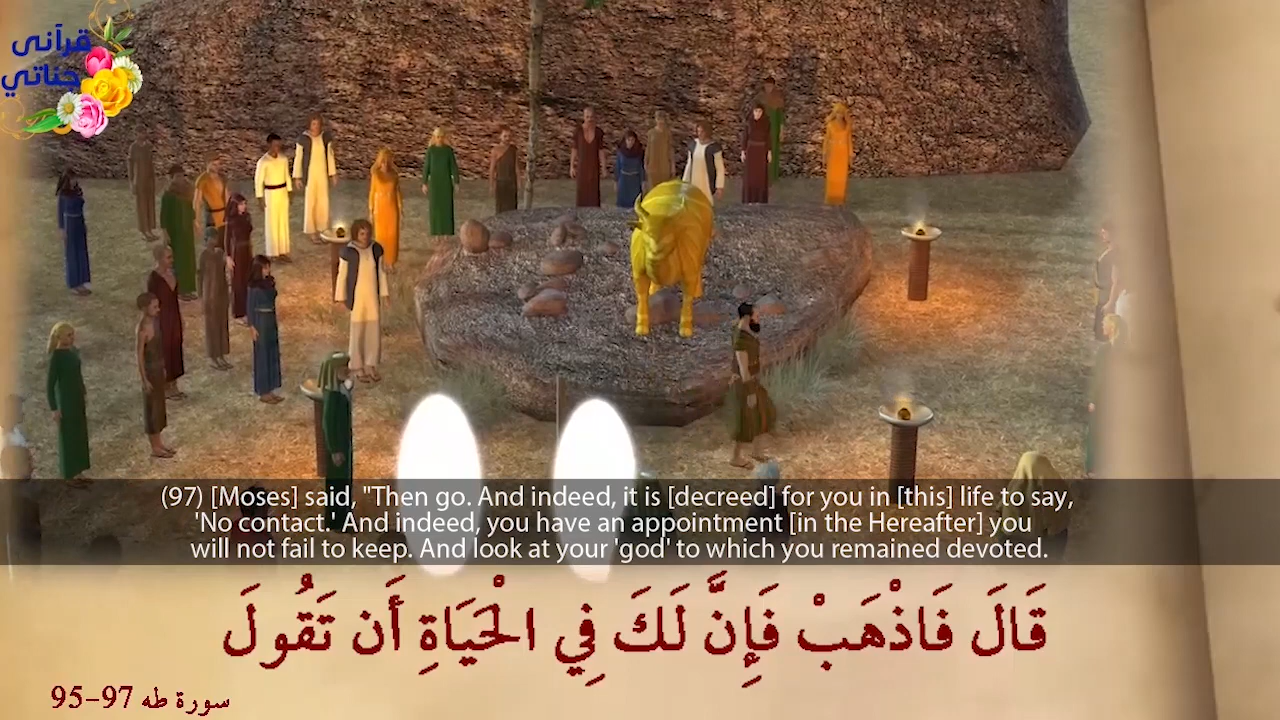 قرآنى
حناتي
(97) [Moses] said, "Then go. And indeed, it is [decreed] for you in [this] life to say,
'No contact.' And indeed, you have an appointment [in the Hereafter] you
will not fail to keep. And look at your 'god' to which you remained devoted.
قَالَ فَاذْهَبْ فَإِنَّ لَكَ فِي الْحَيَاةِ أَن تَقُولَ
سورة طه 97-95